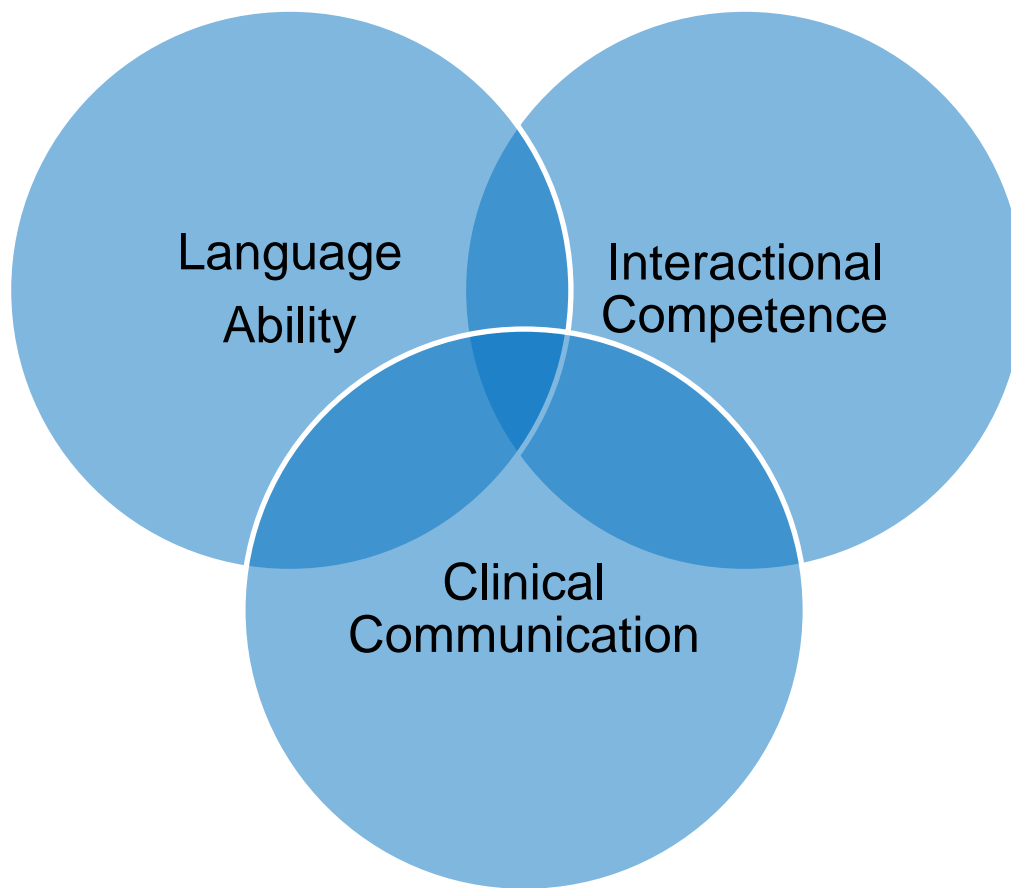 Language
Ability
Interactional
Competence
Clinical
Communication